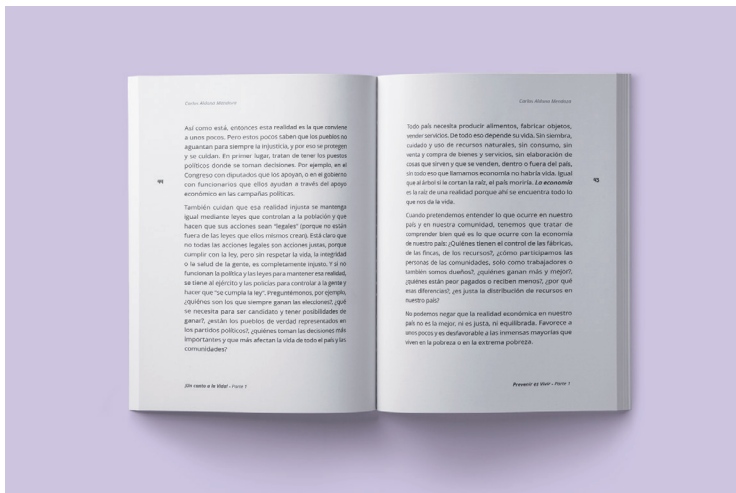 Carlos Aldana Mendoza
Así como está, entonces esta realidad es la que conviene
a unos pocos. Pero estos pocos saben que los pueblos no
aguantan para siempre la injusticia, y por eso se protegen
y se cuidan. En primer lugar, tratan de tener los puestos
políticos donde se toman decisiones. Por ejemplo, en el
Congreso con diputados que los apoyan, o en el gobierno
con funcionarios que ellos ayudan a través del apoyo
económico en las campañas políticas.
También cuidan que esa realidad injusta se mantenga
igual mediante leyes que controlan a la población y que
hacen que sus acciones sean "legales" (porque no están
fuera de las leyes que ellos mismos crean). Está claro que
no todas las acciones legales son acciones justas, porque
cumplir con la ley, pero sin respetar la vida, la integridad
o la salud de la gente, es completamente injusto. Y si no
funcionan la política y las leyes para mantener esa realidad,
se tiene al ejército y las policías para controlar a la gente y
hacer que "se cumpla la ley". Preguntémonos, por ejemplo,
¿quiénes son los que siempre ganan las elecciones?, ¿qué
se necesita para ser candidato y tener posibilidades de
ganar?, ¿están los pueblos de verdad representados en
los partidos políticos?, ¿quiénes toman las decisiones más
importantes y que más afectan la vida de todo el país y las
comunidades?
44
¡Un canto a la Vida! - Parte 1
Carlos Aldana Mendoza
Todo país necesita producir alimentos, fabricar objetos,
vender servicios. De todo eso depende su vida. Sin siembra,
cuidado y uso de recursos naturales, sin consumo, sin
venta y compra de bienes y servicios, sin elaboración de
cosas que sirven y que se venden, dentro o fuera del país,
sin todo eso que llamamos economía no habría vida. Igual
que al árbol si le cortan la raíz, el país moriría. La economía
es la raíz de una realidad porque ahí se encuentra todo lo
que nos da la vida.
Cuando pretendemos entender lo que ocurre en nuestro
país y en nuestra comunidad, tenemos que tratar de
comprender bien qué es lo que ocurre con la economía
de nuestro país: ¿Quiénes tienen el control de las fábricas,
de las fincas, de los recursos?, ¿cómo participamos las
personas de las comunidades, solo como trabajadores o
también somos dueños?, ¿quiénes ganan más y mejor?,
¿quiénes están peor pagados o reciben menos?, ¿por qué
esas diferencias?, ¿es justa la distribución de recursos en
nuestro país?
No podemos negar que la realidad económica en nuestro
país no es la mejor, ni es justa, ni equilibrada. Favorece a
unos pocos y es desfavorable a las inmensas mayorías que
viven en la pobreza o en la extrema pobreza.
45
Prevenir es Vivir - Parte 1